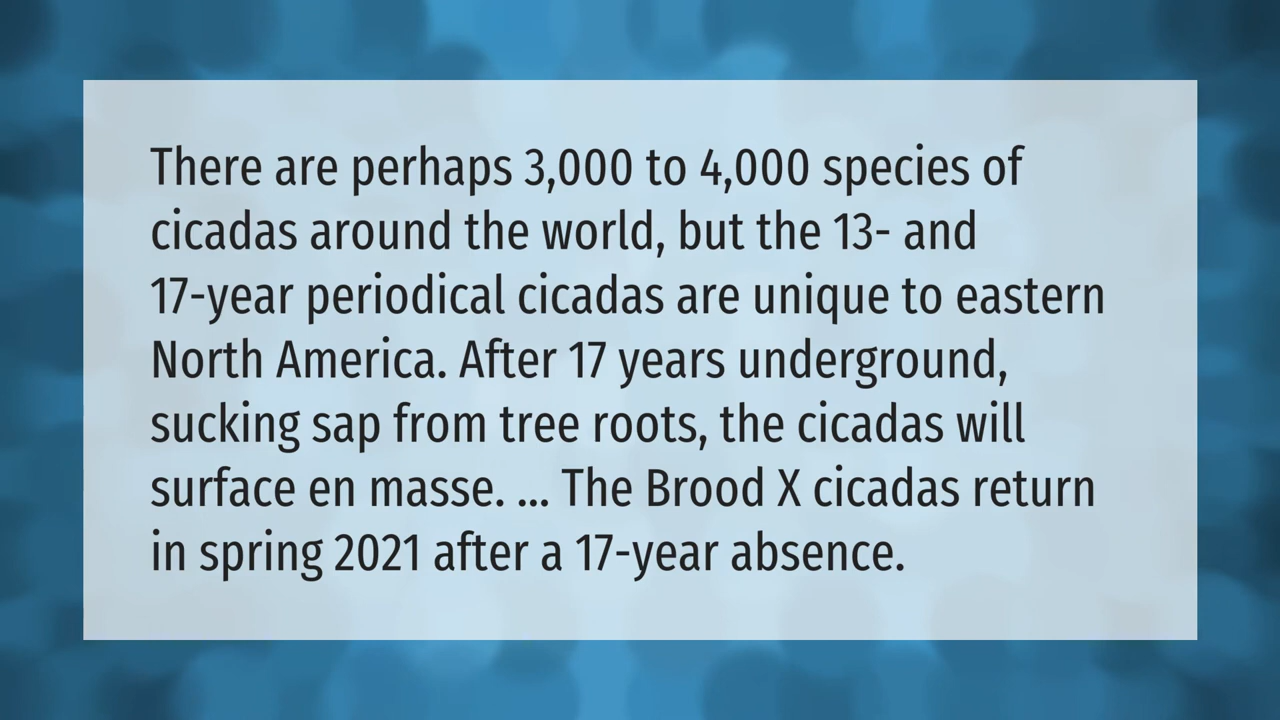 There are perhaps 3,000 to 4,000 species of
cicadas around the world, but the 13- and
17-year periodical cicadas are unique to eastern
North America. After 17 years underground,
sucking sap from tree roots, the cicadas will
surface en masse. ... The Brood X cicadas return
in spring 2021 after a 17-year absence.